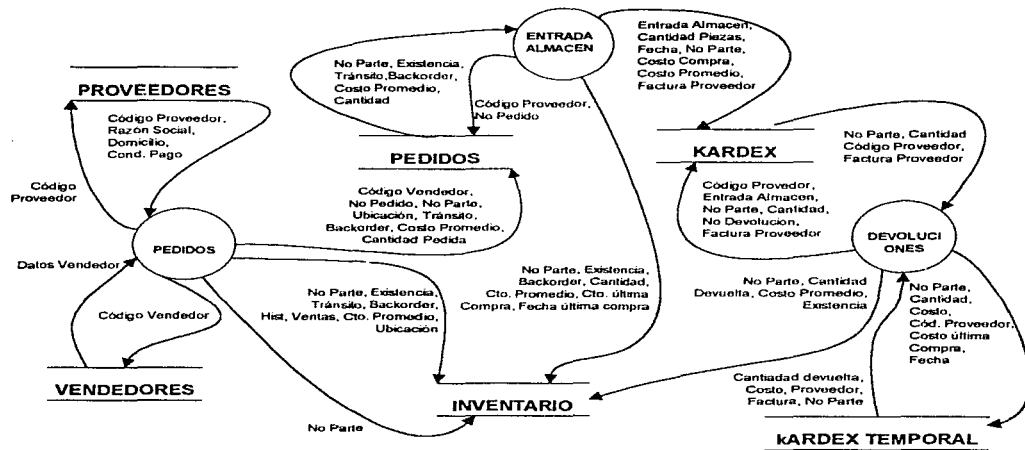 ENTRADA
ALMACEN
Entrada Almacen,
Cantidad Piezas,
Fecha, No Parte,
Costo Compra,
Costo Promedio,
Factura Proveedor
No Parte, Existencia,
Tránsito,Backorder,
Costo Promedio,
Cantidad
Código Proveedor,
No Pedido
PROVEEDORES
Código Proveedor,
Razón Social,
Domicilio,
Cond. Pago
Código
Proveedor
PEDIDOS
KARDEX
No Parte, Cantidad
Código Proveedor,
Factura Proveedor
Código Vendedor,
No Pedido, No Parte,
Ubicación, Tránsito,
Backorder, Costo Promedio,
Cantidad Pedida
Código Provedor,
Entrada Almacen,
No Parte, Cantidad,
No Devolucion,
Factura Proveedor
PEDIDOS
DEVOLUCI
ONES
Datos Vendedor
Código Vendedor
No Parte, Existencia,
Tránsito, Backorder,
Hist, Ventas, Cto. Promedio,
Ubicación
No Parte, Existencia,
Backorder, Cantidad,
Cto. Promedio, Cto. última
Compra, Fecha última compra
No Parte, Cantidad
Devuelta, Costo Promedio,
Existencia
No Parte,
Cantidad,
Costo,
Cód. Proveedor,
Costo última
Compra,
Fecha
VENDEDORES
INVENTARIO
No Parte
Cantiadad devuelta,
Costo, Proveedor,
Factura, No Parte
kARDEX TEMPORAL